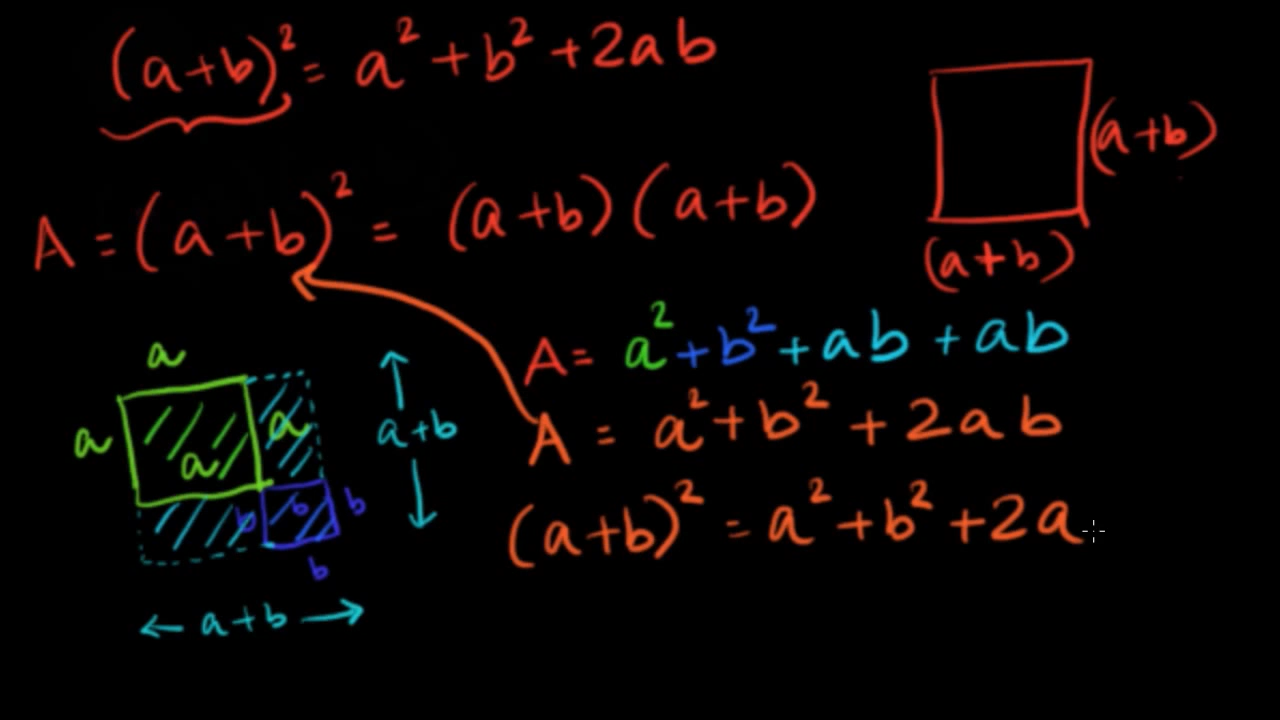 (a+b)² = a² + b² + 2ab
(a+b)
A = (a+b)² = (a+b)(a+b)
(a+b)
A = a² + b² + ab + ab
a
A = a² + b² + 2ab
a
a
a
a+b
(a+b)² = a² + b² + 2a
b
b
b
b
a+b